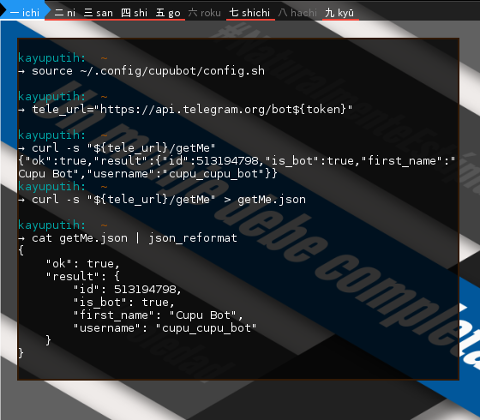 一 ichi 二 ni 三 san 四 shi 五 go 六 roku 七 shichi 八 hachi 九 kyū
kayuputih: ~
→ source ~/.config/cupubot/config.sh
kayuputih: ~
→ tele_url="https://api.telegram.org/bot${token}"
kayuputih: ~
→ curl -s "${tele_url}/getMe"
{"ok":true,"result":{"id":513194798,"is_bot":true,"first_name":"
Cupu Bot","username":"cupu_cupu_bot"}}
kayuputih: ~
→ curl -s "${tele_url}/getMe" > getMe.json
kayuputih: ~
→ cat getMe.json | json_reformat
{
    "ok": true,
    "result": {
        "id": 513194798,
        "is_bot": true,
        "first_name": "Cupu Bot",
        "username": "cupu_cupu_bot"
    }
}